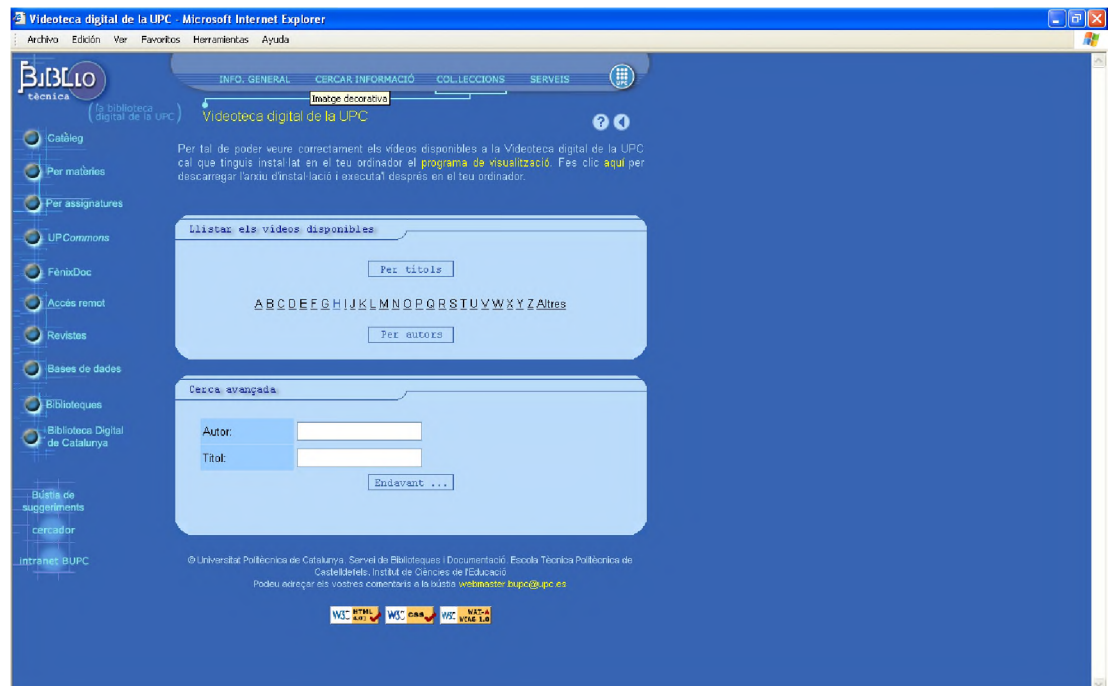 Videoteca digital de la UPC - Microsoft Internet Explorer
Archivo Edición Ver Favoritos Herramientas Ayuda
BIBLIO
tècnica
(la biblioteca
digital de la UPC)
INFO. GENERAL CERCAR INFORMACIÓ COL.LECCIONS SERVEIS
UPC
Imatge decorativa
Videoteca digital de la UPC
?
Catàleg
Per matèries
Per assignatures
UPCommons
FènixDoc
Accés remot
Revistes
Bases de dades
Biblioteques
Biblioteca Digital
de Catalunya
Bústia de
suggeriments
cercador
intranet BUPC
Per tal de poder veure correctament els vídeos disponibles a la Videoteca digital de la UPC
cal que tinguis instal·lat en el teu ordinador el programa de visualització. Fes clic aquí per
descarregar l'arxiu d'instal·lació i executa'l després en el teu ordinador.
Llistar els vídeos disponibles
Per títols
A B C D E F G H I J K L M N O P Q R S T U V W X Y Z Altres
Per autors
Cerca avançada
Autor:
Títol:
Endavant ...
© Universitat Politècnica de Catalunya. Servei de Biblioteques i Documentació. Escola Tècnica Politècnica de
Castelldefels. Institut de Ciències de l'Educació
Podeu adreçar els vostres comentaris a la bústia webmaster.bupc@upc.es
W3C HTML 4.01 W3C css W3C WAI-A WCAG 1.0